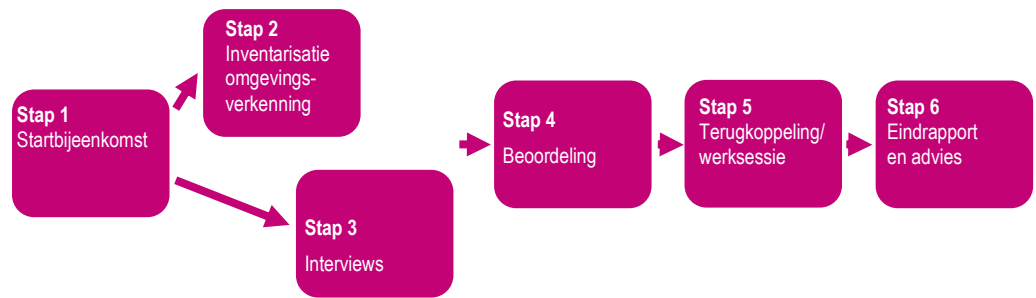 Stap 1
Startbijeenkomst
Stap 2
Inventarisatie
omgevings-
verkenning
Stap 3
Interviews
Stap 4
Beoordeling
Stap 5
Terugkoppeling/
werksessie
Stap 6
Eindrapport
en advies